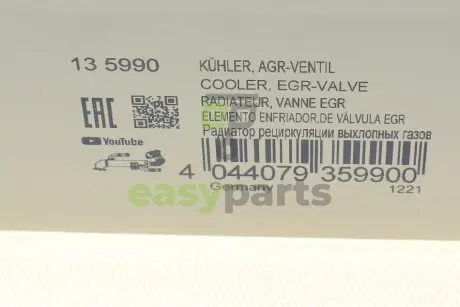 13 5990
KÜHLER, AGR-VENTIL
COOLER, EGR-VALVE
RADIATEUR, VANNE EGR
ELEMENTO ENFRIADOR,DE VÁLVULA EGR
Радиатор рециркуляции выхлопных газов
EAC
YouTube
4 044079 359900
Germany
1221
easyparts